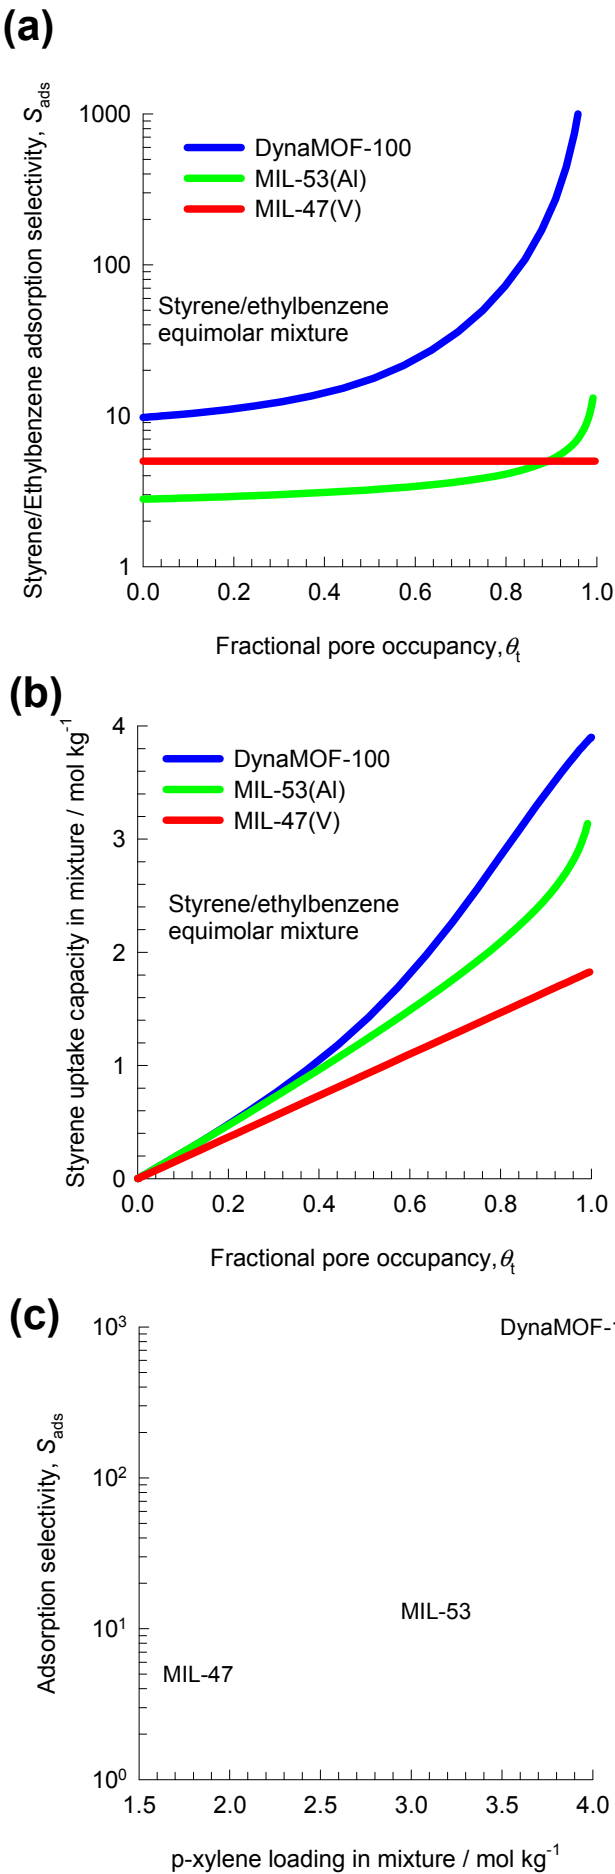 (a)
Styrene/Ethylbenzene adsorption selectivity, Sads
1000
100
10
1
DynaMOF-100
MIL-53(Al)
MIL-47(V)
Styrene/ethylbenzene
equimolar mixture
0.0 0.2 0.4 0.6 0.8 1.0
Fractional pore occupancy, θt
(b)
Styrene uptake capacity in mixture / mol kg-1
4
3
2
1
0
DynaMOF-100
MIL-53(Al)
MIL-47(V)
Styrene/ethylbenzene
equimolar mixture
0.0 0.2 0.4 0.6 0.8 1.0
Fractional pore occupancy, θt
(c)
Adsorption selectivity, Sads
10³
10²
10¹
10⁰
DynaMOF-1
MIL-53
MIL-47
1.5 2.0 2.5 3.0 3.5 4.0
p-xylene loading in mixture / mol kg-1